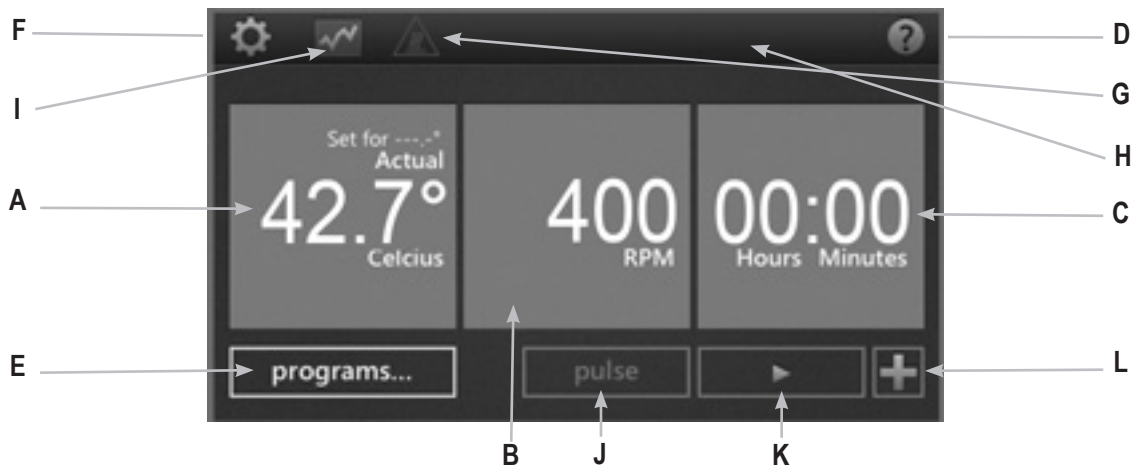 F
D
I
G
H
?
Set for ---.-°
Actual
A
42.7°
Celcius
400
RPM
00:00
Hours Minutes
C
E
programs...
pulse
L
B
J
K